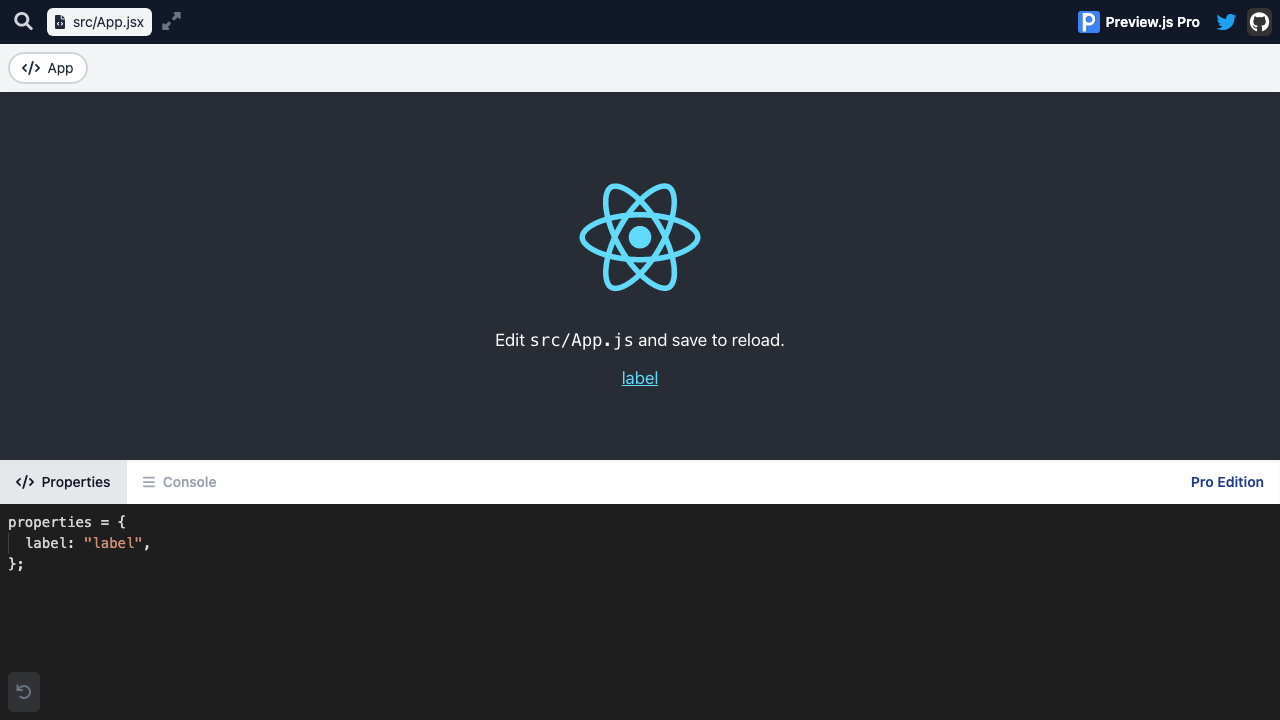 src/App.jsx
Preview.js Pro
App
Edit src/App.js and save to reload.
label
Properties
Console
Pro Edition
properties = {
  label: "label",
};